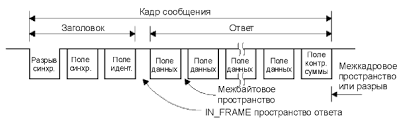 Кадр сообщения
Заголовок
Ответ
Разрыв синхр.
Поле синхр.
Поле идент.
Поле данных
Поле данных
Поле данных
Поле данных
Поле контр. суммы
Межкадровое пространство или разрыв
Межбайтовое пространство
IN_FRAME пространство ответа